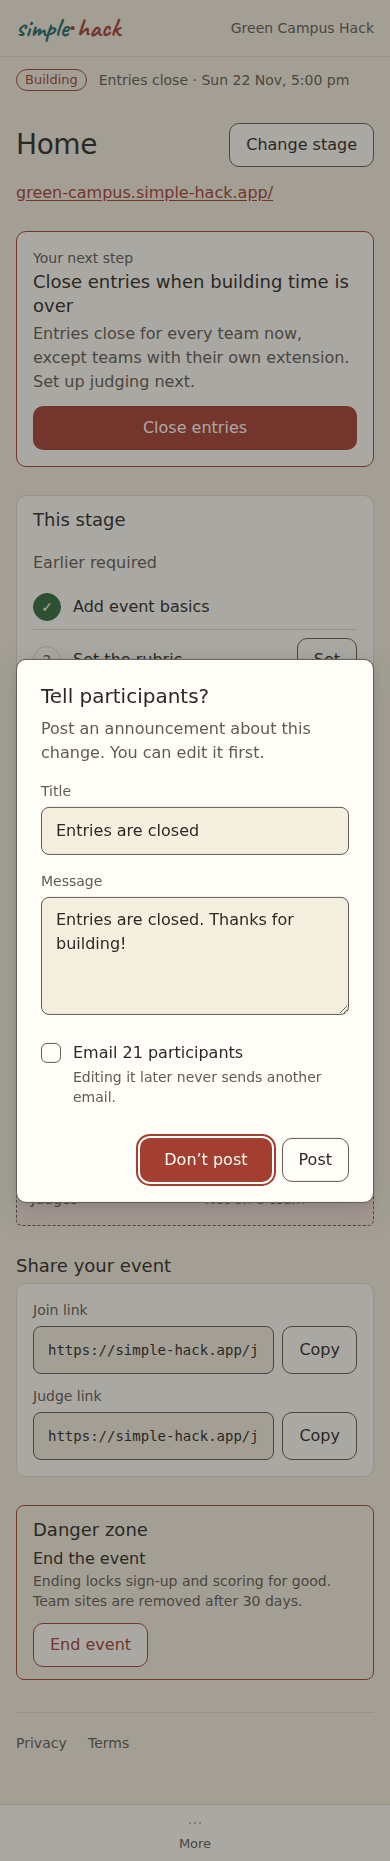 simple·hack
Green Campus Hack
Building
Entries close · Sun 22 Nov, 5:00 pm
Home
Change stage
green-campus.simple-hack.app/
Your next step
Close entries when building time is
over
Entries close for every team now,
except teams with their own extension.
Set up judging next.
Close entries
This stage
Earlier required
✓
Add event basics
Set the rubric
Set
Tell participants?
Post an announcement about this
change. You can edit it first.
Title
Entries are closed
Message
Entries are closed. Thanks for
building!
Email 21 participants
Editing it later never sends another
email.
Don’t post
Post
Share your event
Join link
https://simple-hack.app/j
Copy
Judge link
https://simple-hack.app/j
Copy
Danger zone
End the event
Ending locks sign-up and scoring for good.
Team sites are removed after 30 days.
End event
Privacy
Terms
...
More